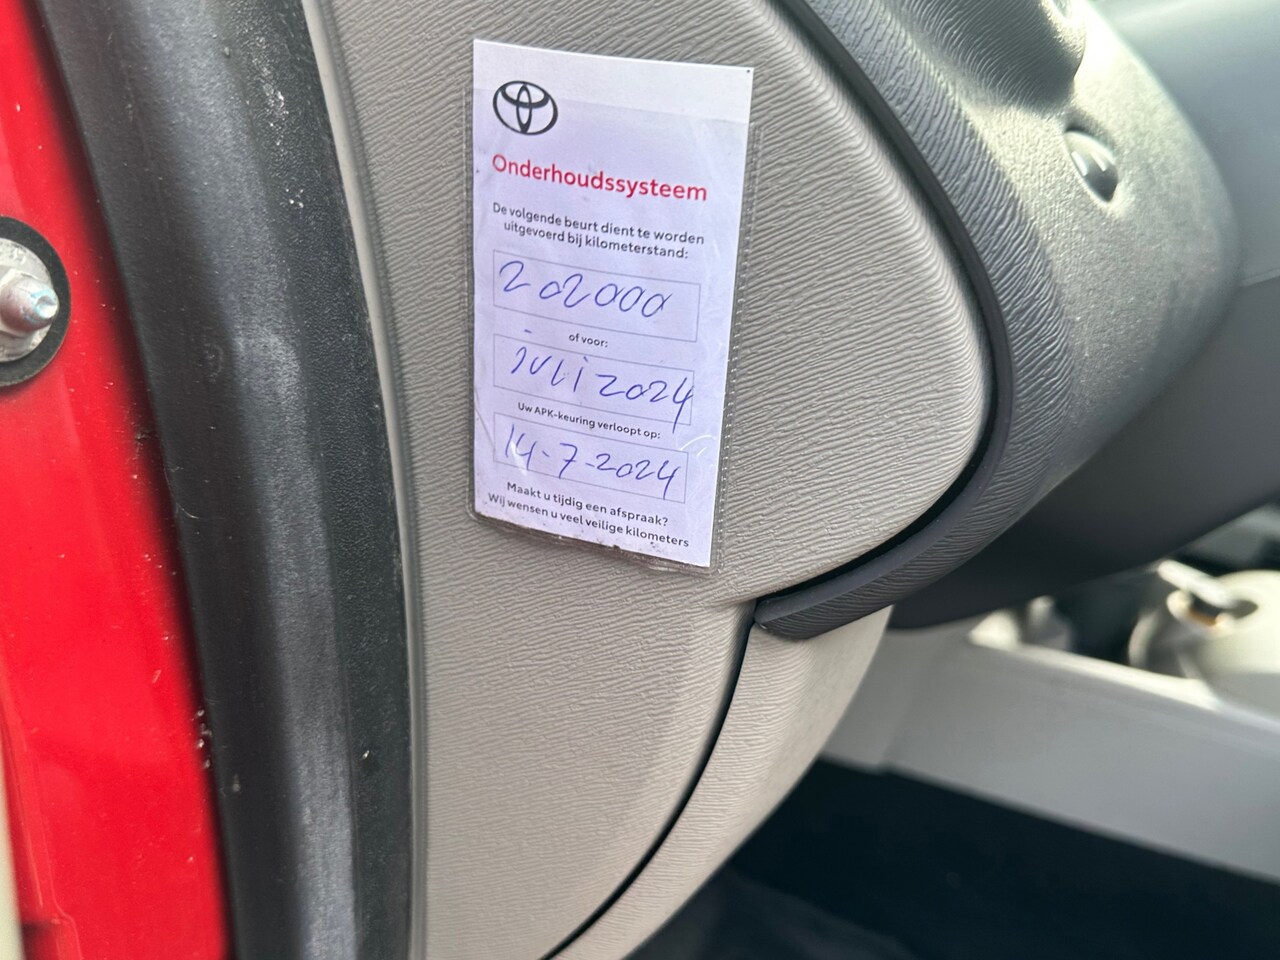 Onderhoudssysteem
De volgende beurt dient te worden
uitgevoerd bij kilometerstand:
202000
of voor:
juli 2024
Uw APK-keuring verloopt op:
14-7-2024
Maakt u tijdig een afspraak?
Wij wensen u veel veilige kilometers